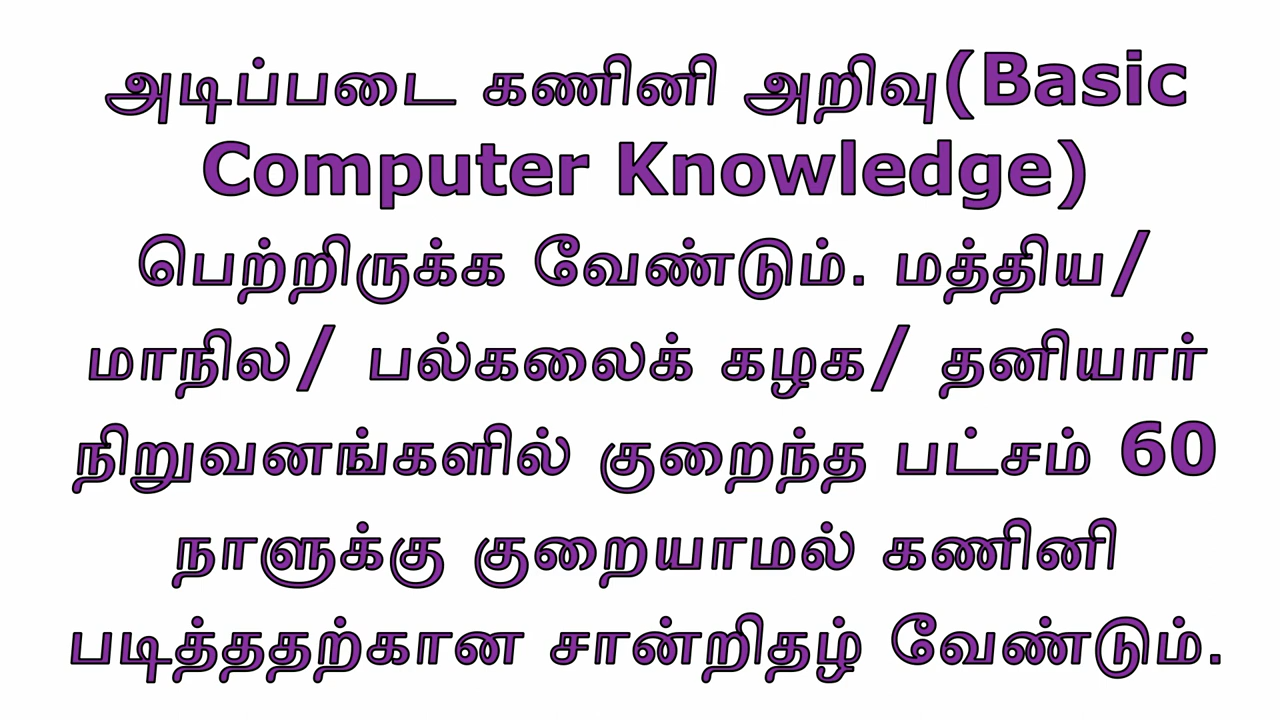 அடிப்படை கணினி அறிவு(Basic
Computer Knowledge)
பெற்றிருக்க வேண்டும். மத்திய/
மாநில/ பல்கலைக் கழக/ தனியார்
நிறுவனங்களில் குறைந்த பட்சம் 60
நாளுக்கு குறையாமல் கணினி
படித்ததற்கான சான்றிதழ் வேண்டும்.